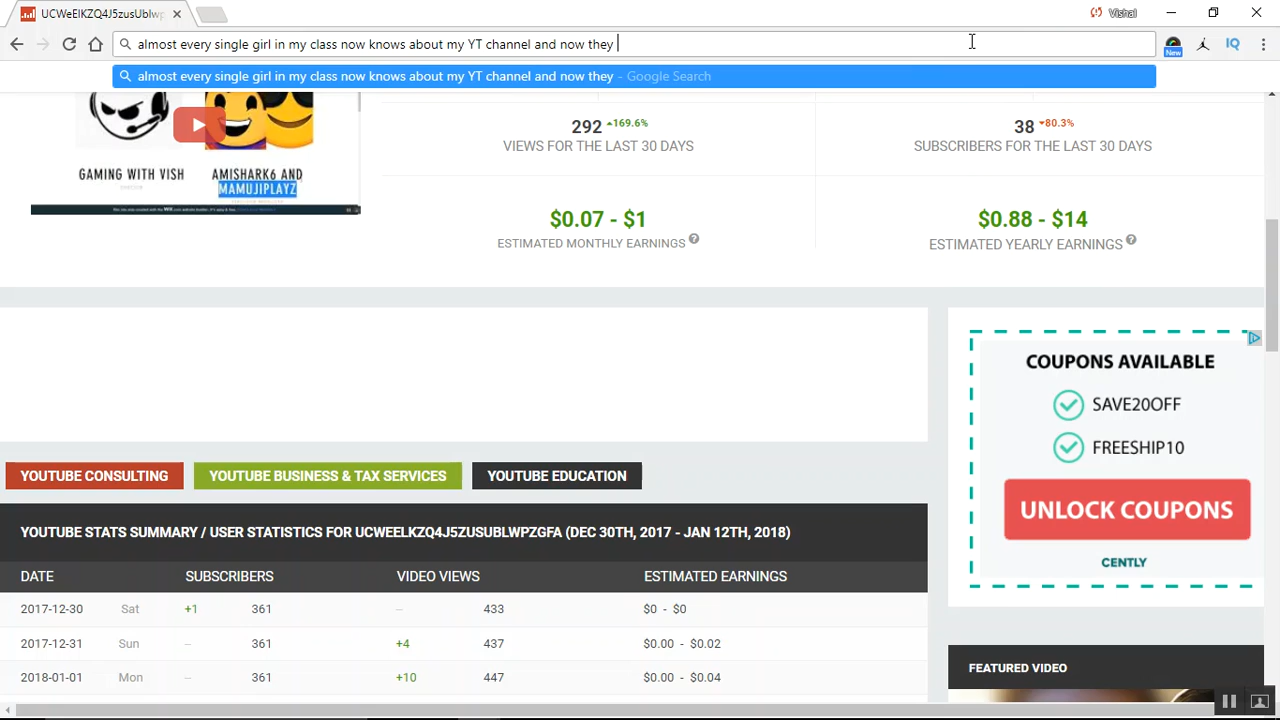 UCWeElKZQ4J5zusUblwp
Vishal
almost every single girl in my class now knows about my YT channel and now they
New
IQ
almost every single girl in my class now knows about my YT channel and now they - Google Search
GAMING WITH VISH
AMISHARK6 AND
MAMUJIPLAYZ
292 169.6%
VIEWS FOR THE LAST 30 DAYS
38 80.3%
SUBSCRIBERS FOR THE LAST 30 DAYS
$0.07 - $1
ESTIMATED MONTHLY EARNINGS ?
$0.88 - $14
ESTIMATED YEARLY EARNINGS ?
COUPONS AVAILABLE
SAVE20OFF
FREESHIP10
UNLOCK COUPONS
CENTLY
YOUTUBE CONSULTING
YOUTUBE BUSINESS & TAX SERVICES
YOUTUBE EDUCATION
YOUTUBE STATS SUMMARY / USER STATISTICS FOR UCWEELKZQ4J5ZUSUBLWPZGFA (DEC 30TH, 2017 - JAN 12TH, 2018)
DATE SUBSCRIBERS VIDEO VIEWS ESTIMATED EARNINGS
2017-12-30 Sat +1 361 -- 433 $0 - $0
2017-12-31 Sun -- 361 +4 437 $0.00 - $0.02
2018-01-01 Mon -- 361 +10 447 $0.00 - $0.04
FEATURED VIDEO